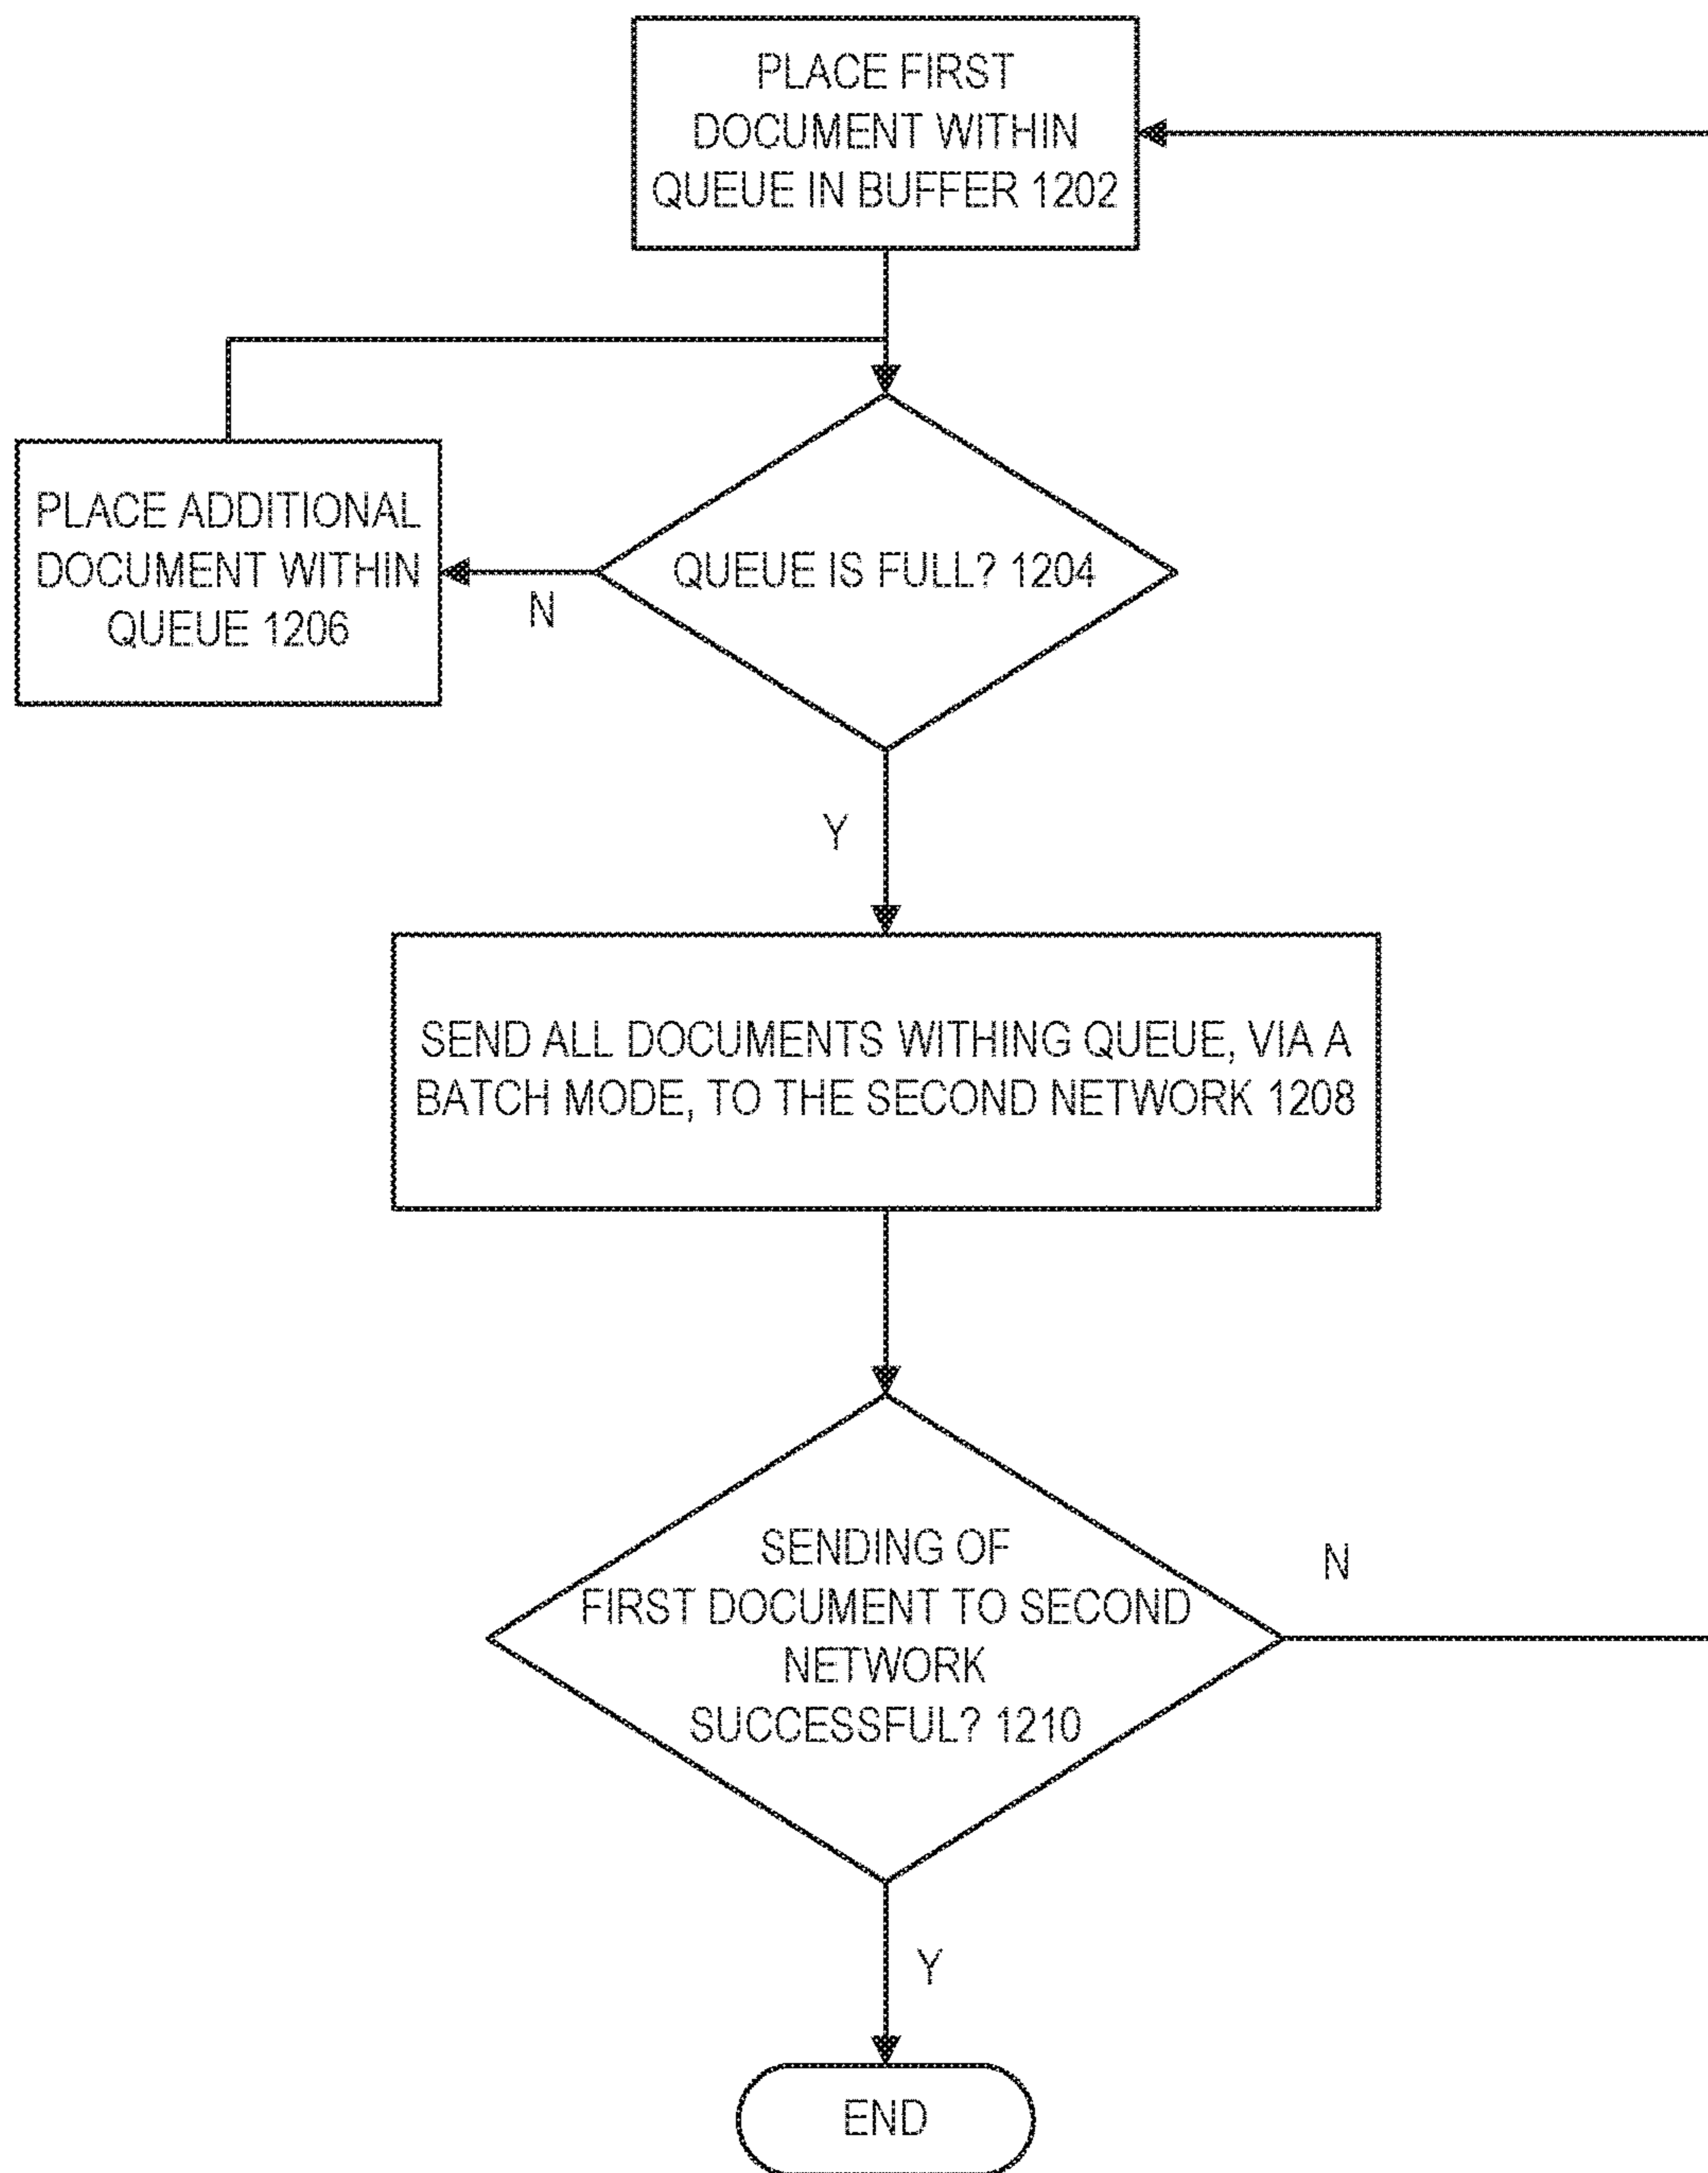 PLACE FIRST
DOCUMENT WITHIN
QUEUE IN BUFFER 1202
PLACE ADDITIONAL
DOCUMENT WITHIN
QUEUE 1206
QUEUE IS FULL? 1204
N
Y
SEND ALL DOCUMENTS WITHING QUEUE, VIA A
BATCH MODE, TO THE SECOND NETWORK 1208
SENDING OF
FIRST DOCUMENT TO SECOND
NETWORK
SUCCESSFUL? 1210
N
Y
END